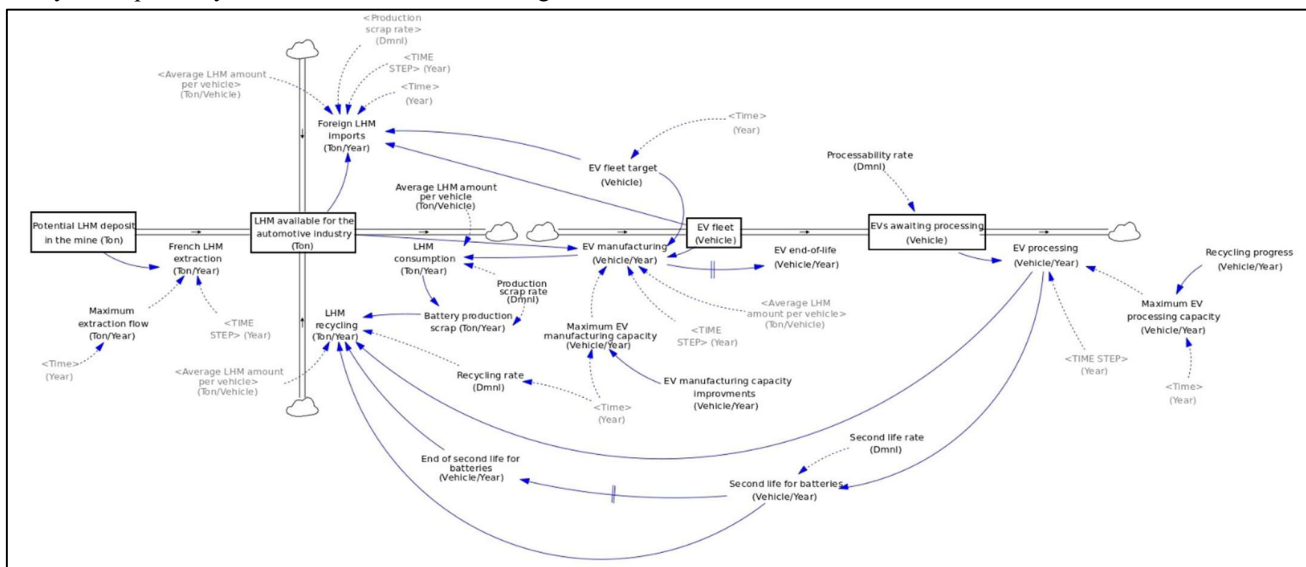 <Production
scrap rate>
(Dmnl)
<Average LHM amount
per vehicle>
(Ton/Vehicle)
<TIME
STEP> (Year)
<Time>
(Year)
Foreign LHM
Imports
(Ton/Year)
<Time>
(Year)
EV fleet target
(Vehicle)
Processability rate
(Dmnl)
Average LHM amount
per vehicle
(Ton/Vehicle)
Potential LHM deposit
in the mine (Ton)
LHM available for the
automotive industry
(Ton)
EV fleet
(Vehicle)
EVs awaiting processing
(Vehicle)
French LHM
extraction
(Ton/Year)
LHM
consumption
(Ton/Year)
EV manufacturing
(Vehicle/Year)
EV end-of-life
(Vehicle/Year)
EV processing
(Vehicle/Year)
Recycling progress
(Vehicle/Year)
Production
scrap rate
(Dmnl)
Maximum
extraction flow
(Ton/Year)
<TIME
STEP> (Year)
LHM
recycling
(Ton/Year)
Battery production
scrap (Ton/Year)
Maximum EV
manufacturing capacity
(Vehicle/Year)
<TIME
STEP> (Year)
<Average LHM
amount per vehicle>
(Ton/Vehicle)
Maximum EV
processing capacity
(Vehicle/Year)
<Time>
(Year)
<Average LHM amount
per vehicle>
(Ton/Vehicle)
Recycling rate
(Dmnl)
<Time>
(Year)
EV manufacturing capacity
improvments
(Vehicle/Year)
<TIME STEP>
(Year)
<Time>
(Year)
End of second life for
batteries
(Vehicle/Year)
Second life rate
(Dmnl)
Second life for batteries
(Vehicle/Year)